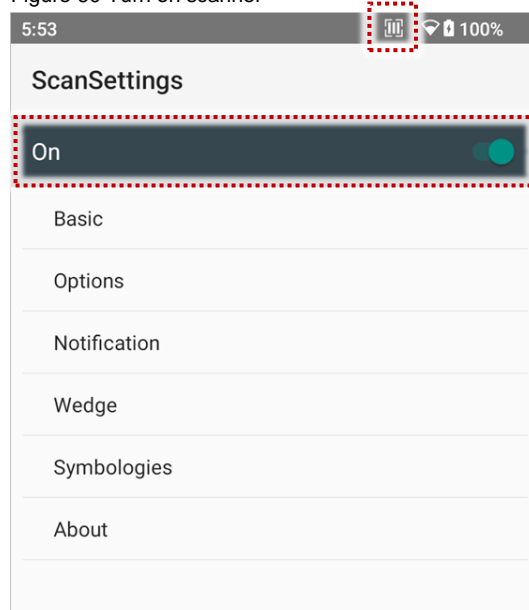 5:53 100%
ScanSettings
On
Basic
Options
Notification
Wedge
Symbologies
About